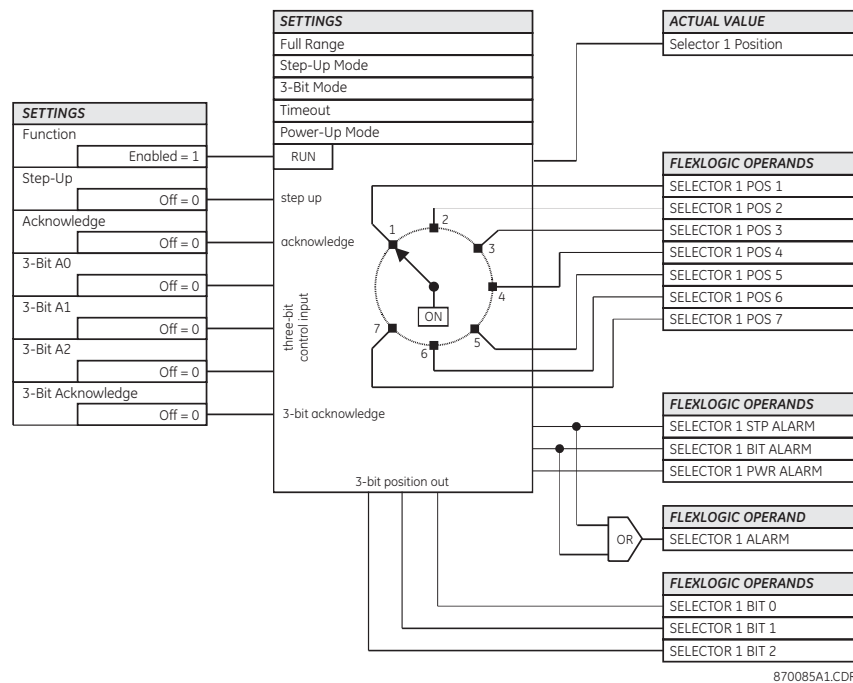 SETTINGS
Full Range
Step-Up Mode
3-Bit Mode
Timeout
Power-Up Mode
RUN
ACTUAL VALUE
Selector 1 Position
SETTINGS
Function
Enabled = 1
Step-Up
Off = 0
Acknowledge
Off = 0
3-Bit A0
Off = 0
3-Bit A1
Off = 0
3-Bit A2
Off = 0
3-Bit Acknowledge
Off = 0
step up
acknowledge
three-bit
control input
3-bit acknowledge
1
2
3
4
5
6
7
ON
3-bit position out
FLEXLOGIC OPERANDS
SELECTOR 1 POS 1
SELECTOR 1 POS 2
SELECTOR 1 POS 3
SELECTOR 1 POS 4
SELECTOR 1 POS 5
SELECTOR 1 POS 6
SELECTOR 1 POS 7
FLEXLOGIC OPERANDS
SELECTOR 1 STP ALARM
SELECTOR 1 BIT ALARM
SELECTOR 1 PWR ALARM
FLEXLOGIC OPERAND
OR
SELECTOR 1 ALARM
FLEXLOGIC OPERANDS
SELECTOR 1 BIT 0
SELECTOR 1 BIT 1
SELECTOR 1 BIT 2
870085A1.CDR